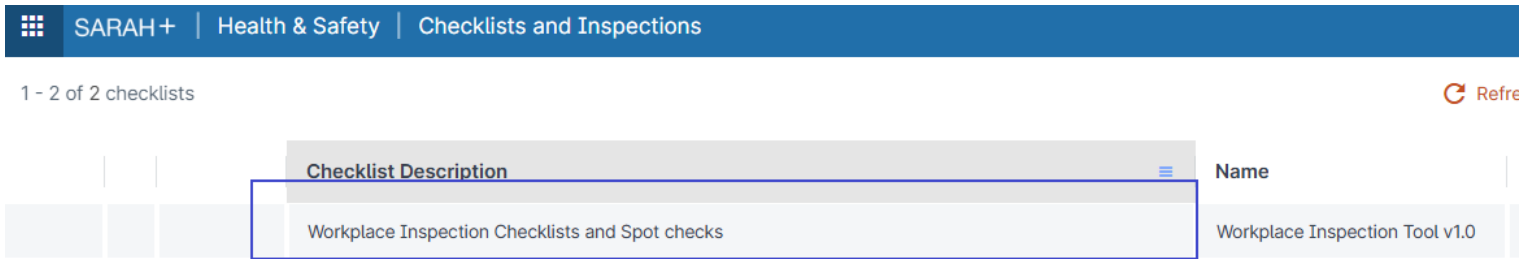 SARAH+ | Health & Safety | Checklists and Inspections
1 - 2 of 2 checklists
Refre
Checklist Description Name
Workplace Inspection Checklists and Spot checks Workplace Inspection Tool v1.0